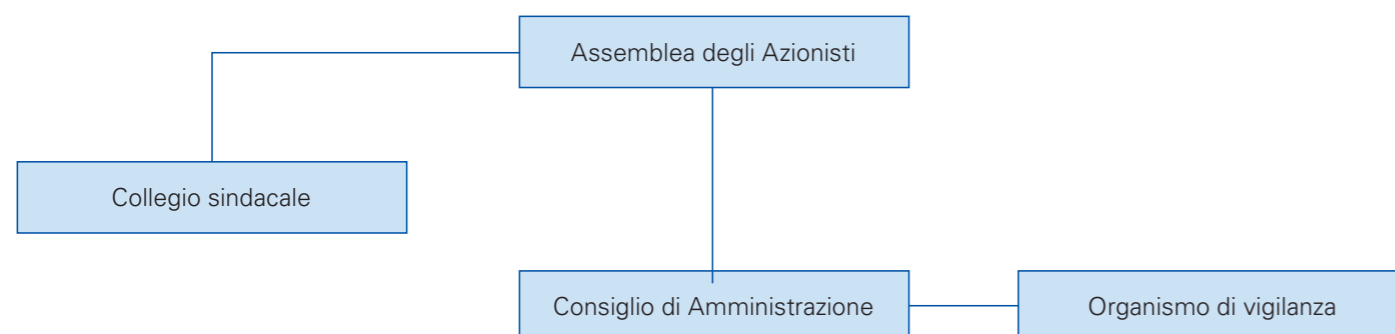 Assemblea degli Azionisti
Collegio sindacale
Consiglio di Amministrazione
Organismo di vigilanza